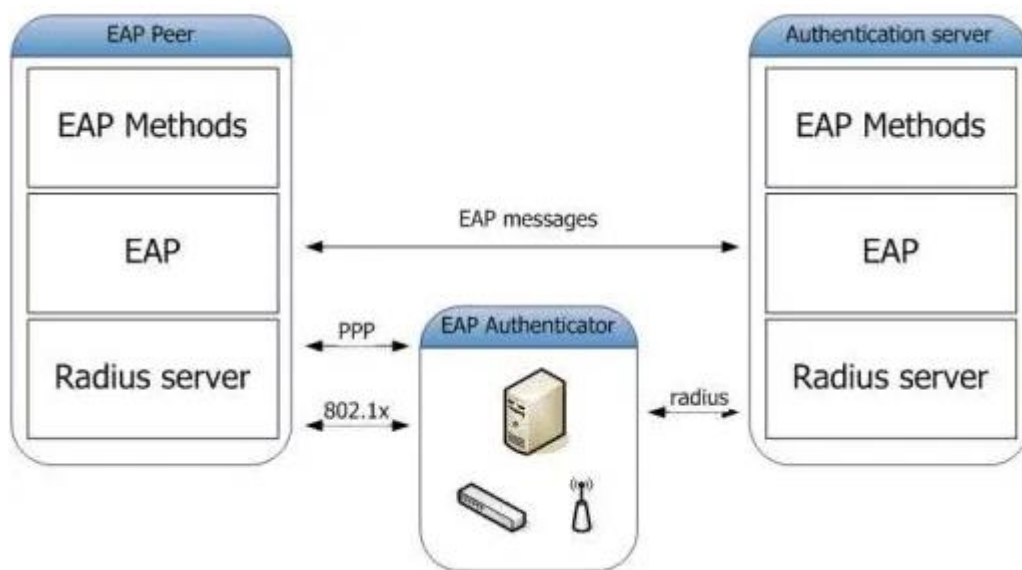 EAP Peer
EAP Methods
EAP
Radius server
EAP messages
PPP
802.1x
EAP Authenticator
radius
Authentication server
EAP Methods
EAP
Radius server